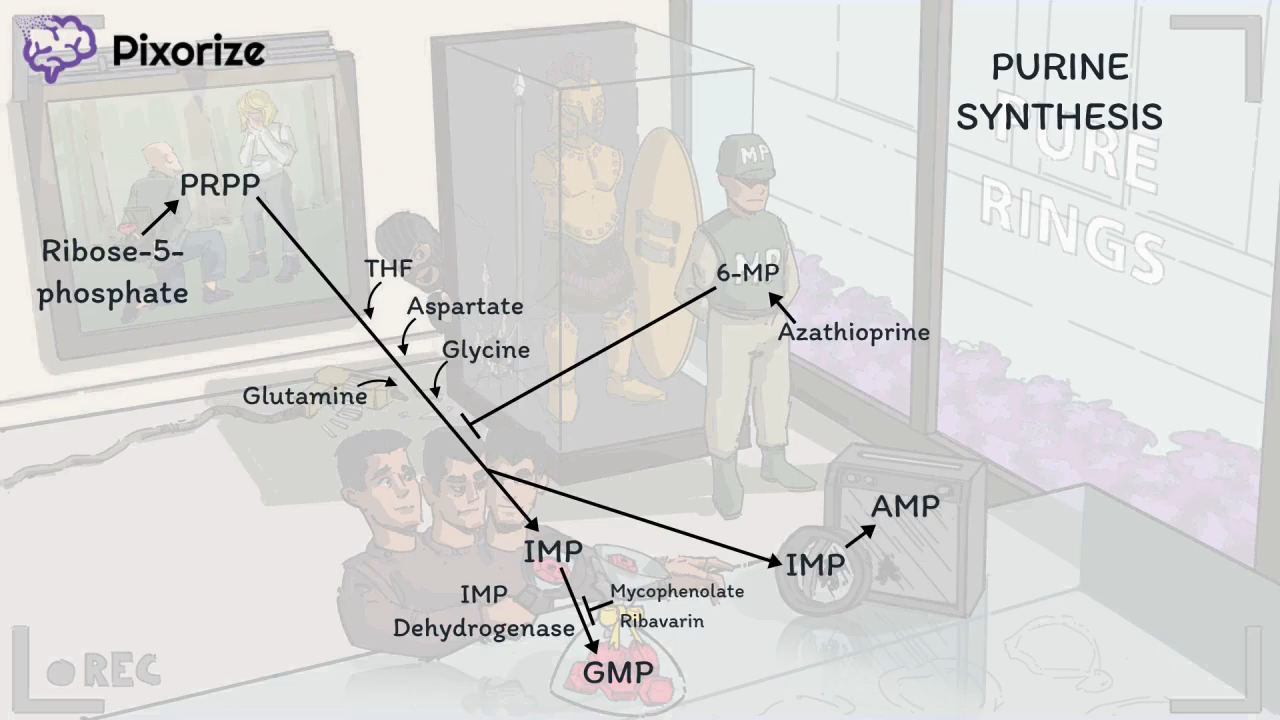 Pixorize
PURINE
SYNTHESIS
PURE
RINGS
MP
MP
PRPP
Ribose-5-
phosphate
THF
Aspartate
Glycine
Glutamine
6-MP
Azathioprine
AMP
IMP
IMP
IMP
Dehydrogenase
Mycophenolate
Ribavarin
GMP
REC